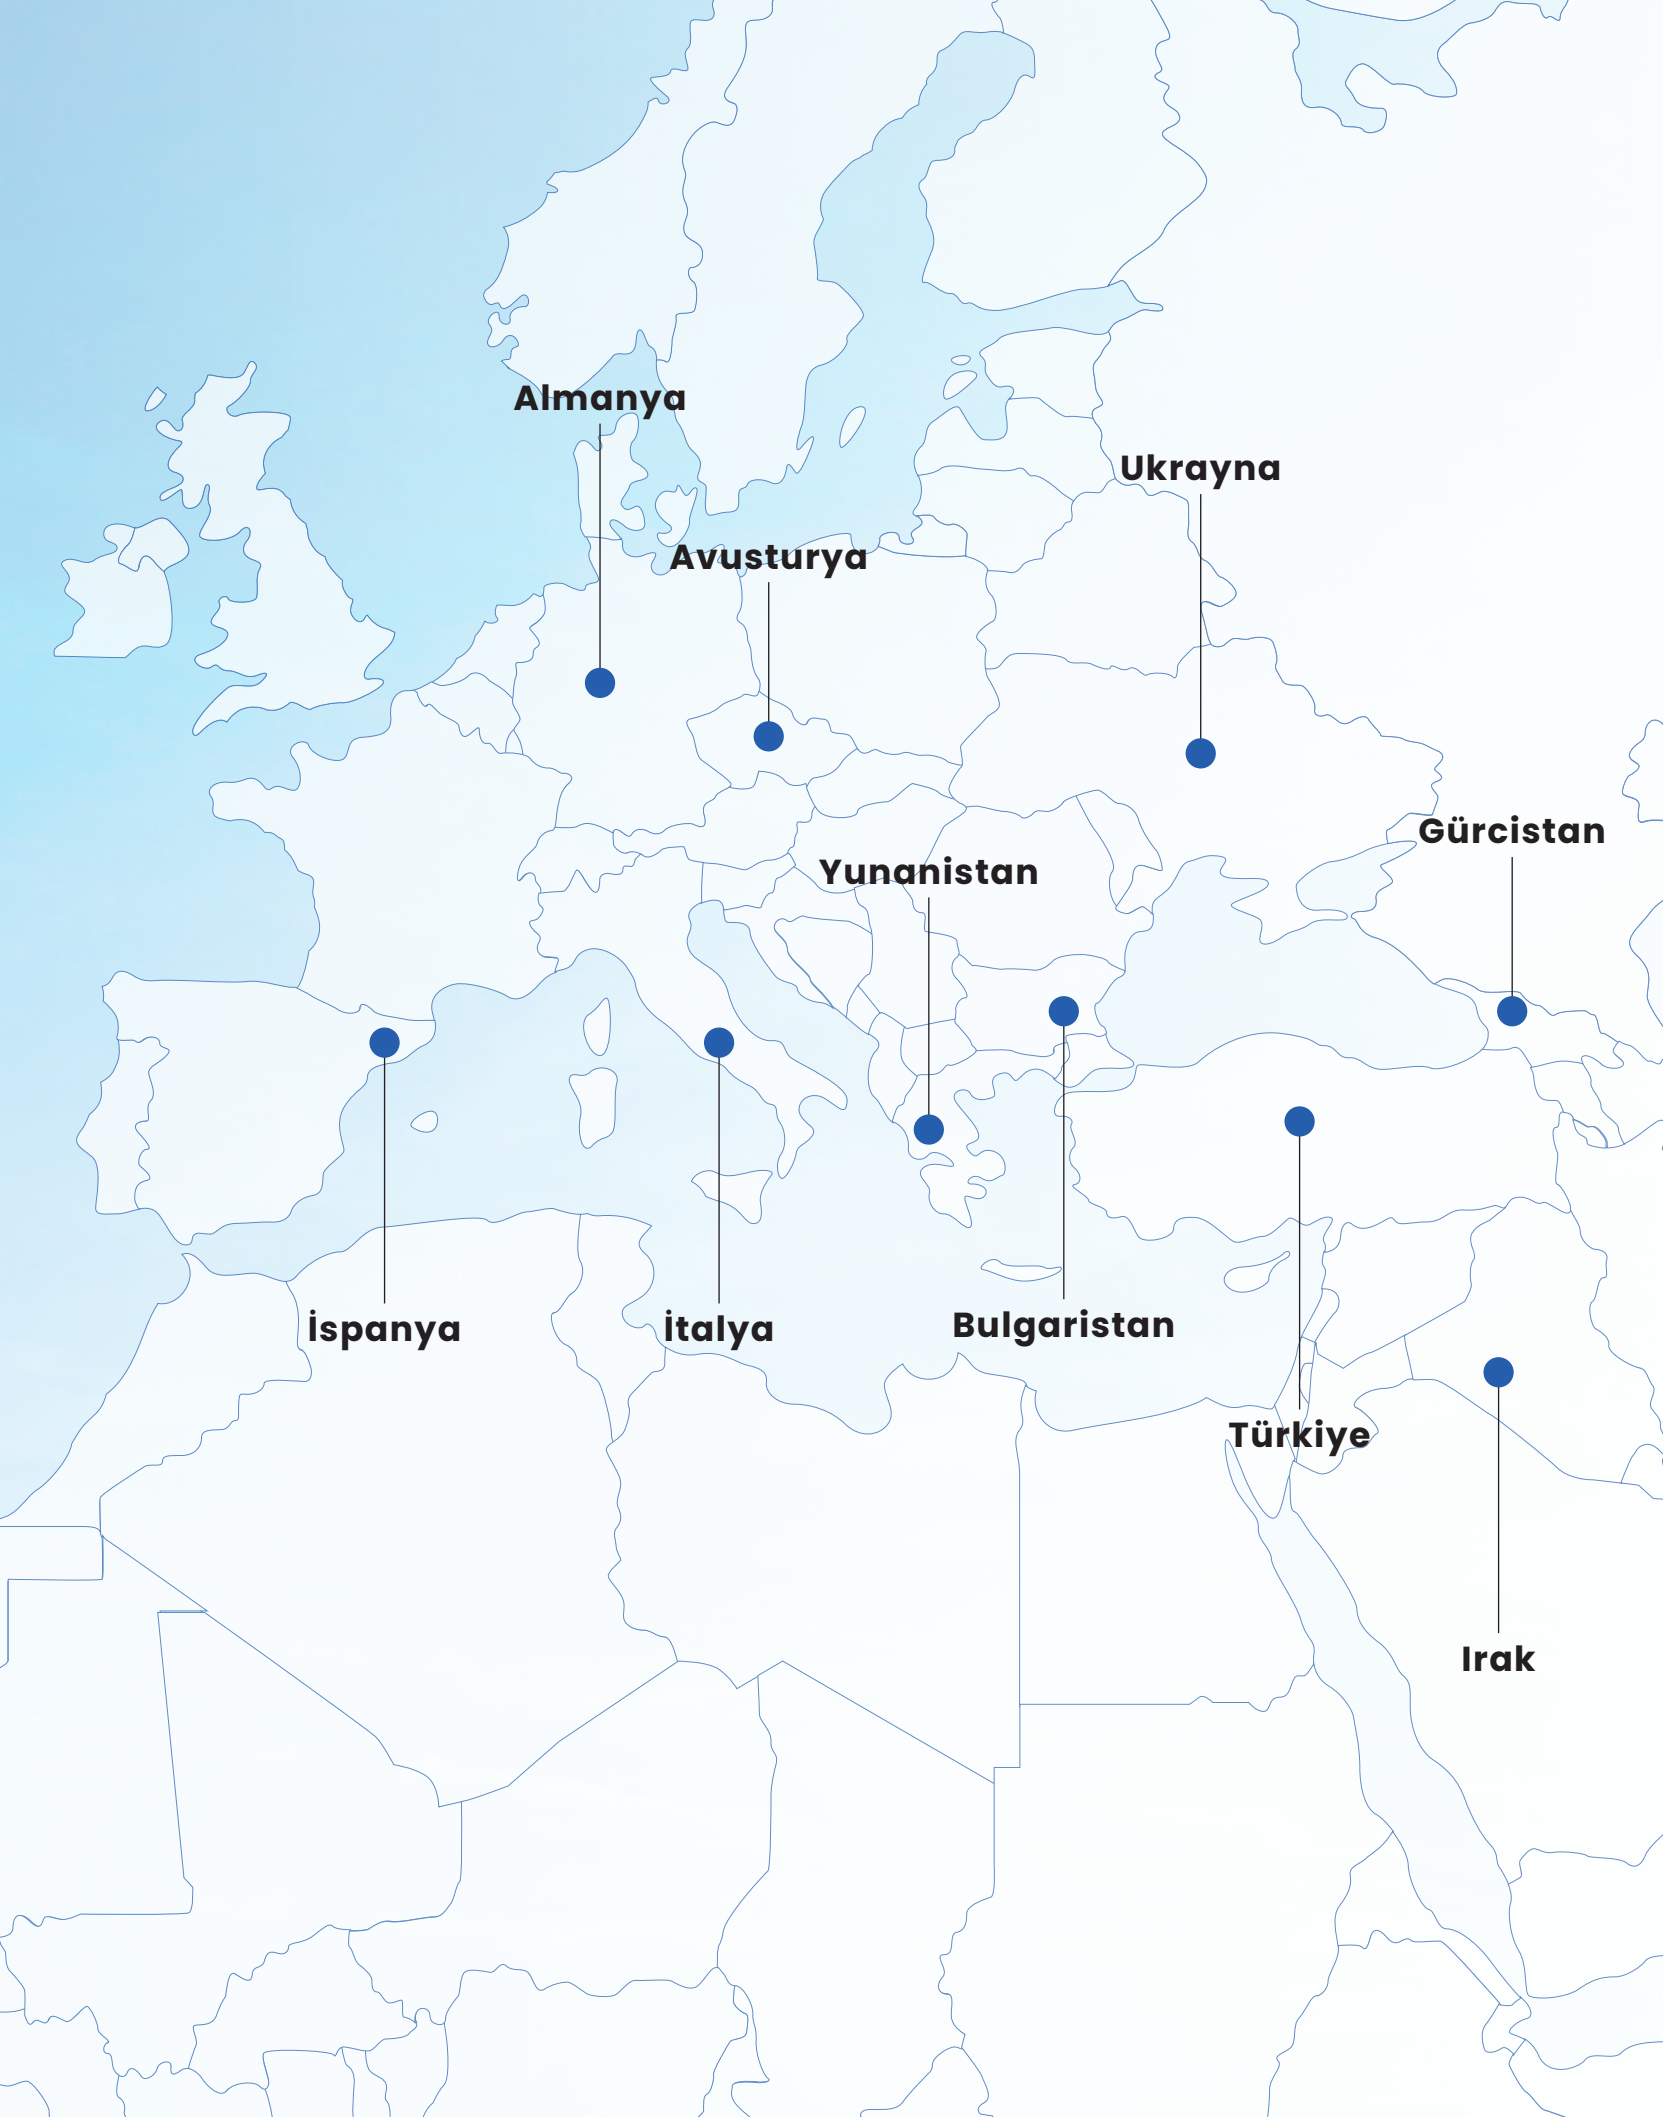 Almanya
Ukrayna
Avusturya
Gürcistan
Yunanistan
İspanya
İtalya
Bulgaristan
Türkiye
Irak